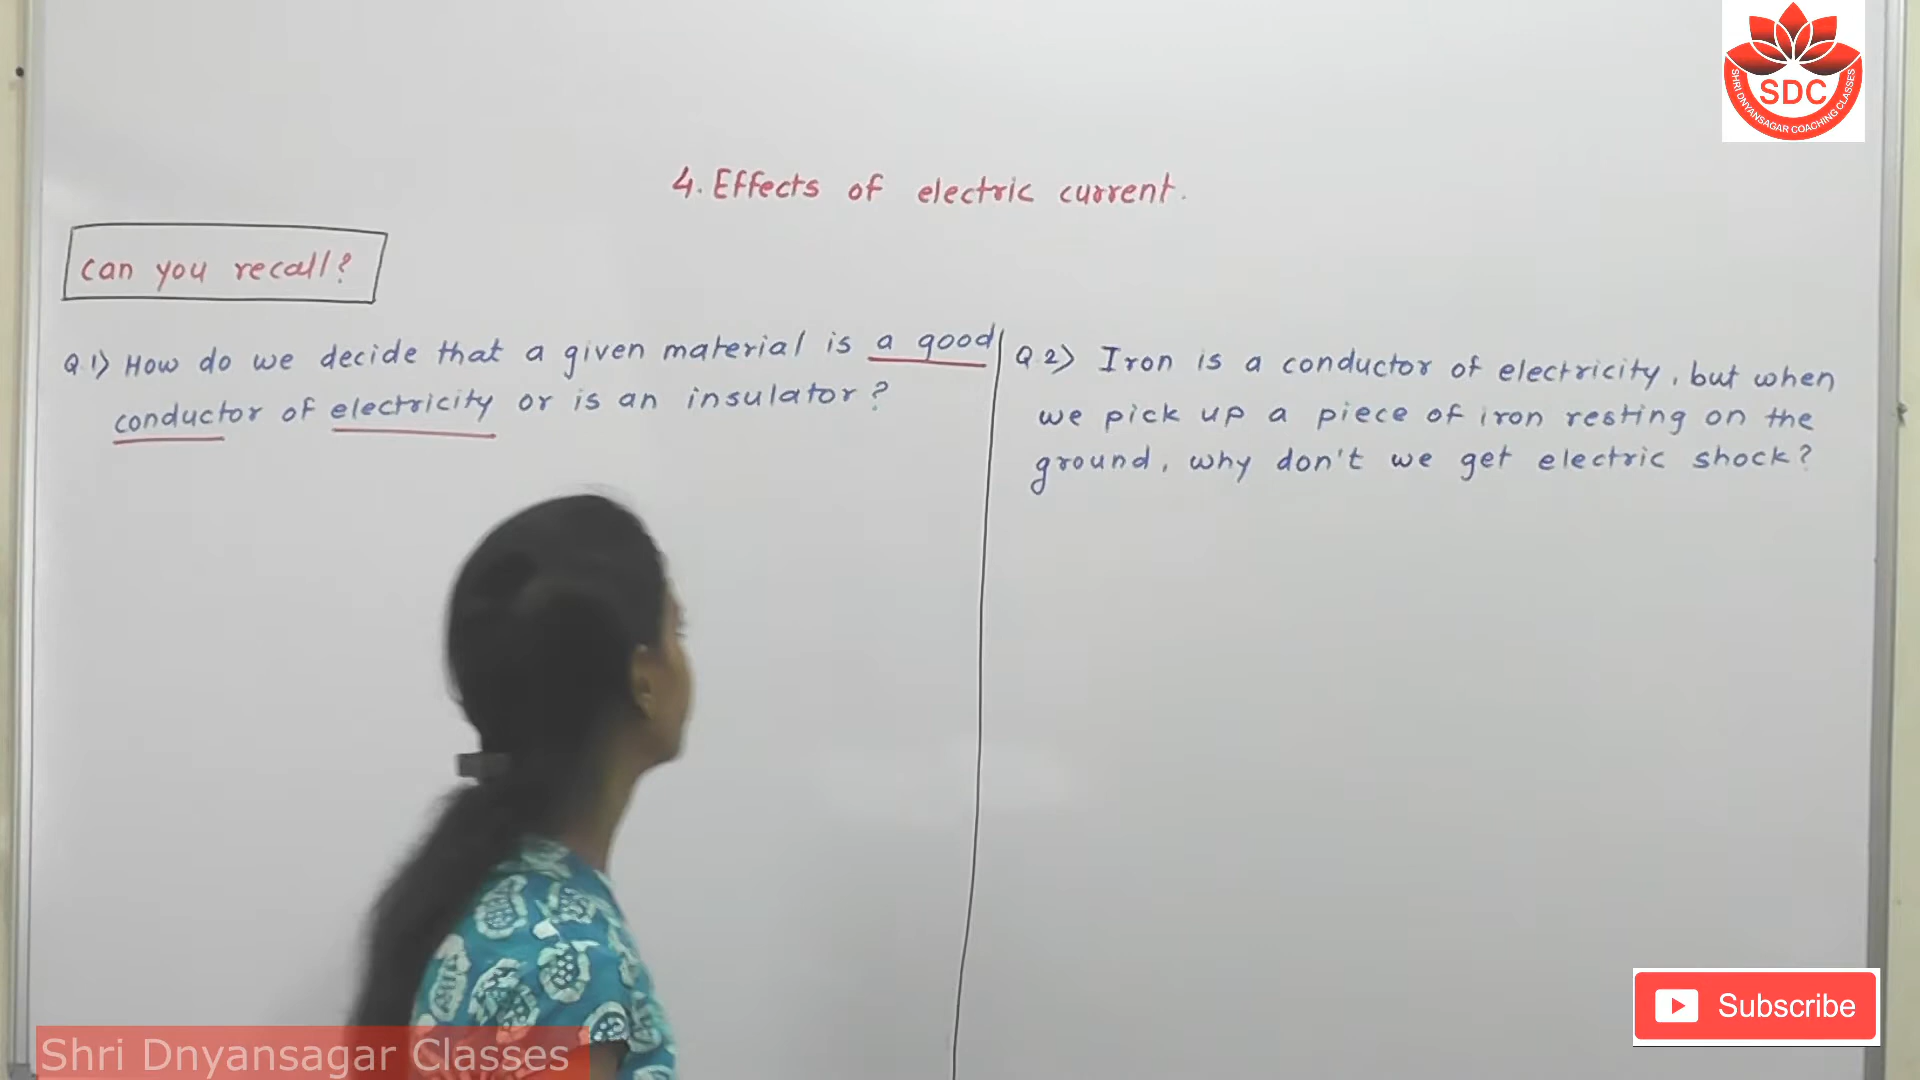 SDC
SHRI DNYANSAGAR COACHING CLASSES
4. Effects of electric current.
can you recall?
Q.1) How do we decide that a given material is a good
conductor of electricity or is an insulator?
Q.2) Iron is a conductor of electricity, but when
we pick up a piece of iron resting on the
ground, why don't we get electric shock?
Subscribe
Shri Dnyansagar Classes